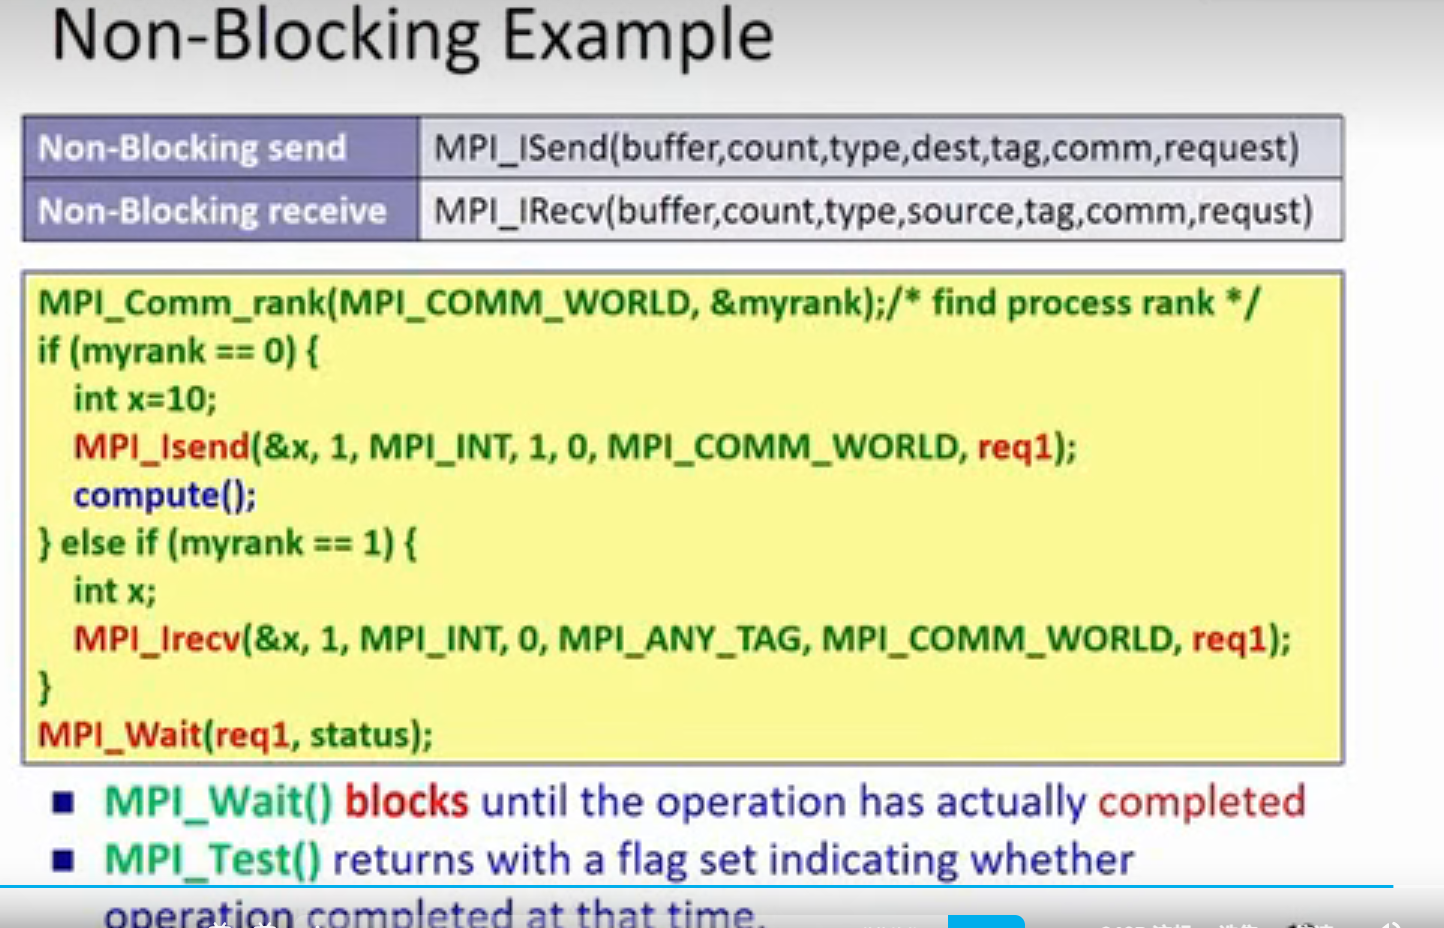 Non-Blocking Example
Non-Blocking send MPI_ISend(buffer,count,type,dest,tag,comm,request)
Non-Blocking receive MPI_IRecv(buffer,count,type,source,tag,comm,requst)
MPI_Comm_rank(MPI_COMM_WORLD, &myrank);/* find process rank */
if (myrank == 0) {
int x=10;
MPI_Isend(&x, 1, MPI_INT, 1, 0, MPI_COMM_WORLD, req1);
compute();
} else if (myrank == 1) {
int x;
MPI_Irecv(&x, 1, MPI_INT, 0, MPI_ANY_TAG, MPI_COMM_WORLD, req1);
}
MPI_Wait(req1, status);
■ MPI_Wait() blocks until the operation has actually completed
■ MPI_Test() returns with a flag set indicating whether
operation completed at that time.